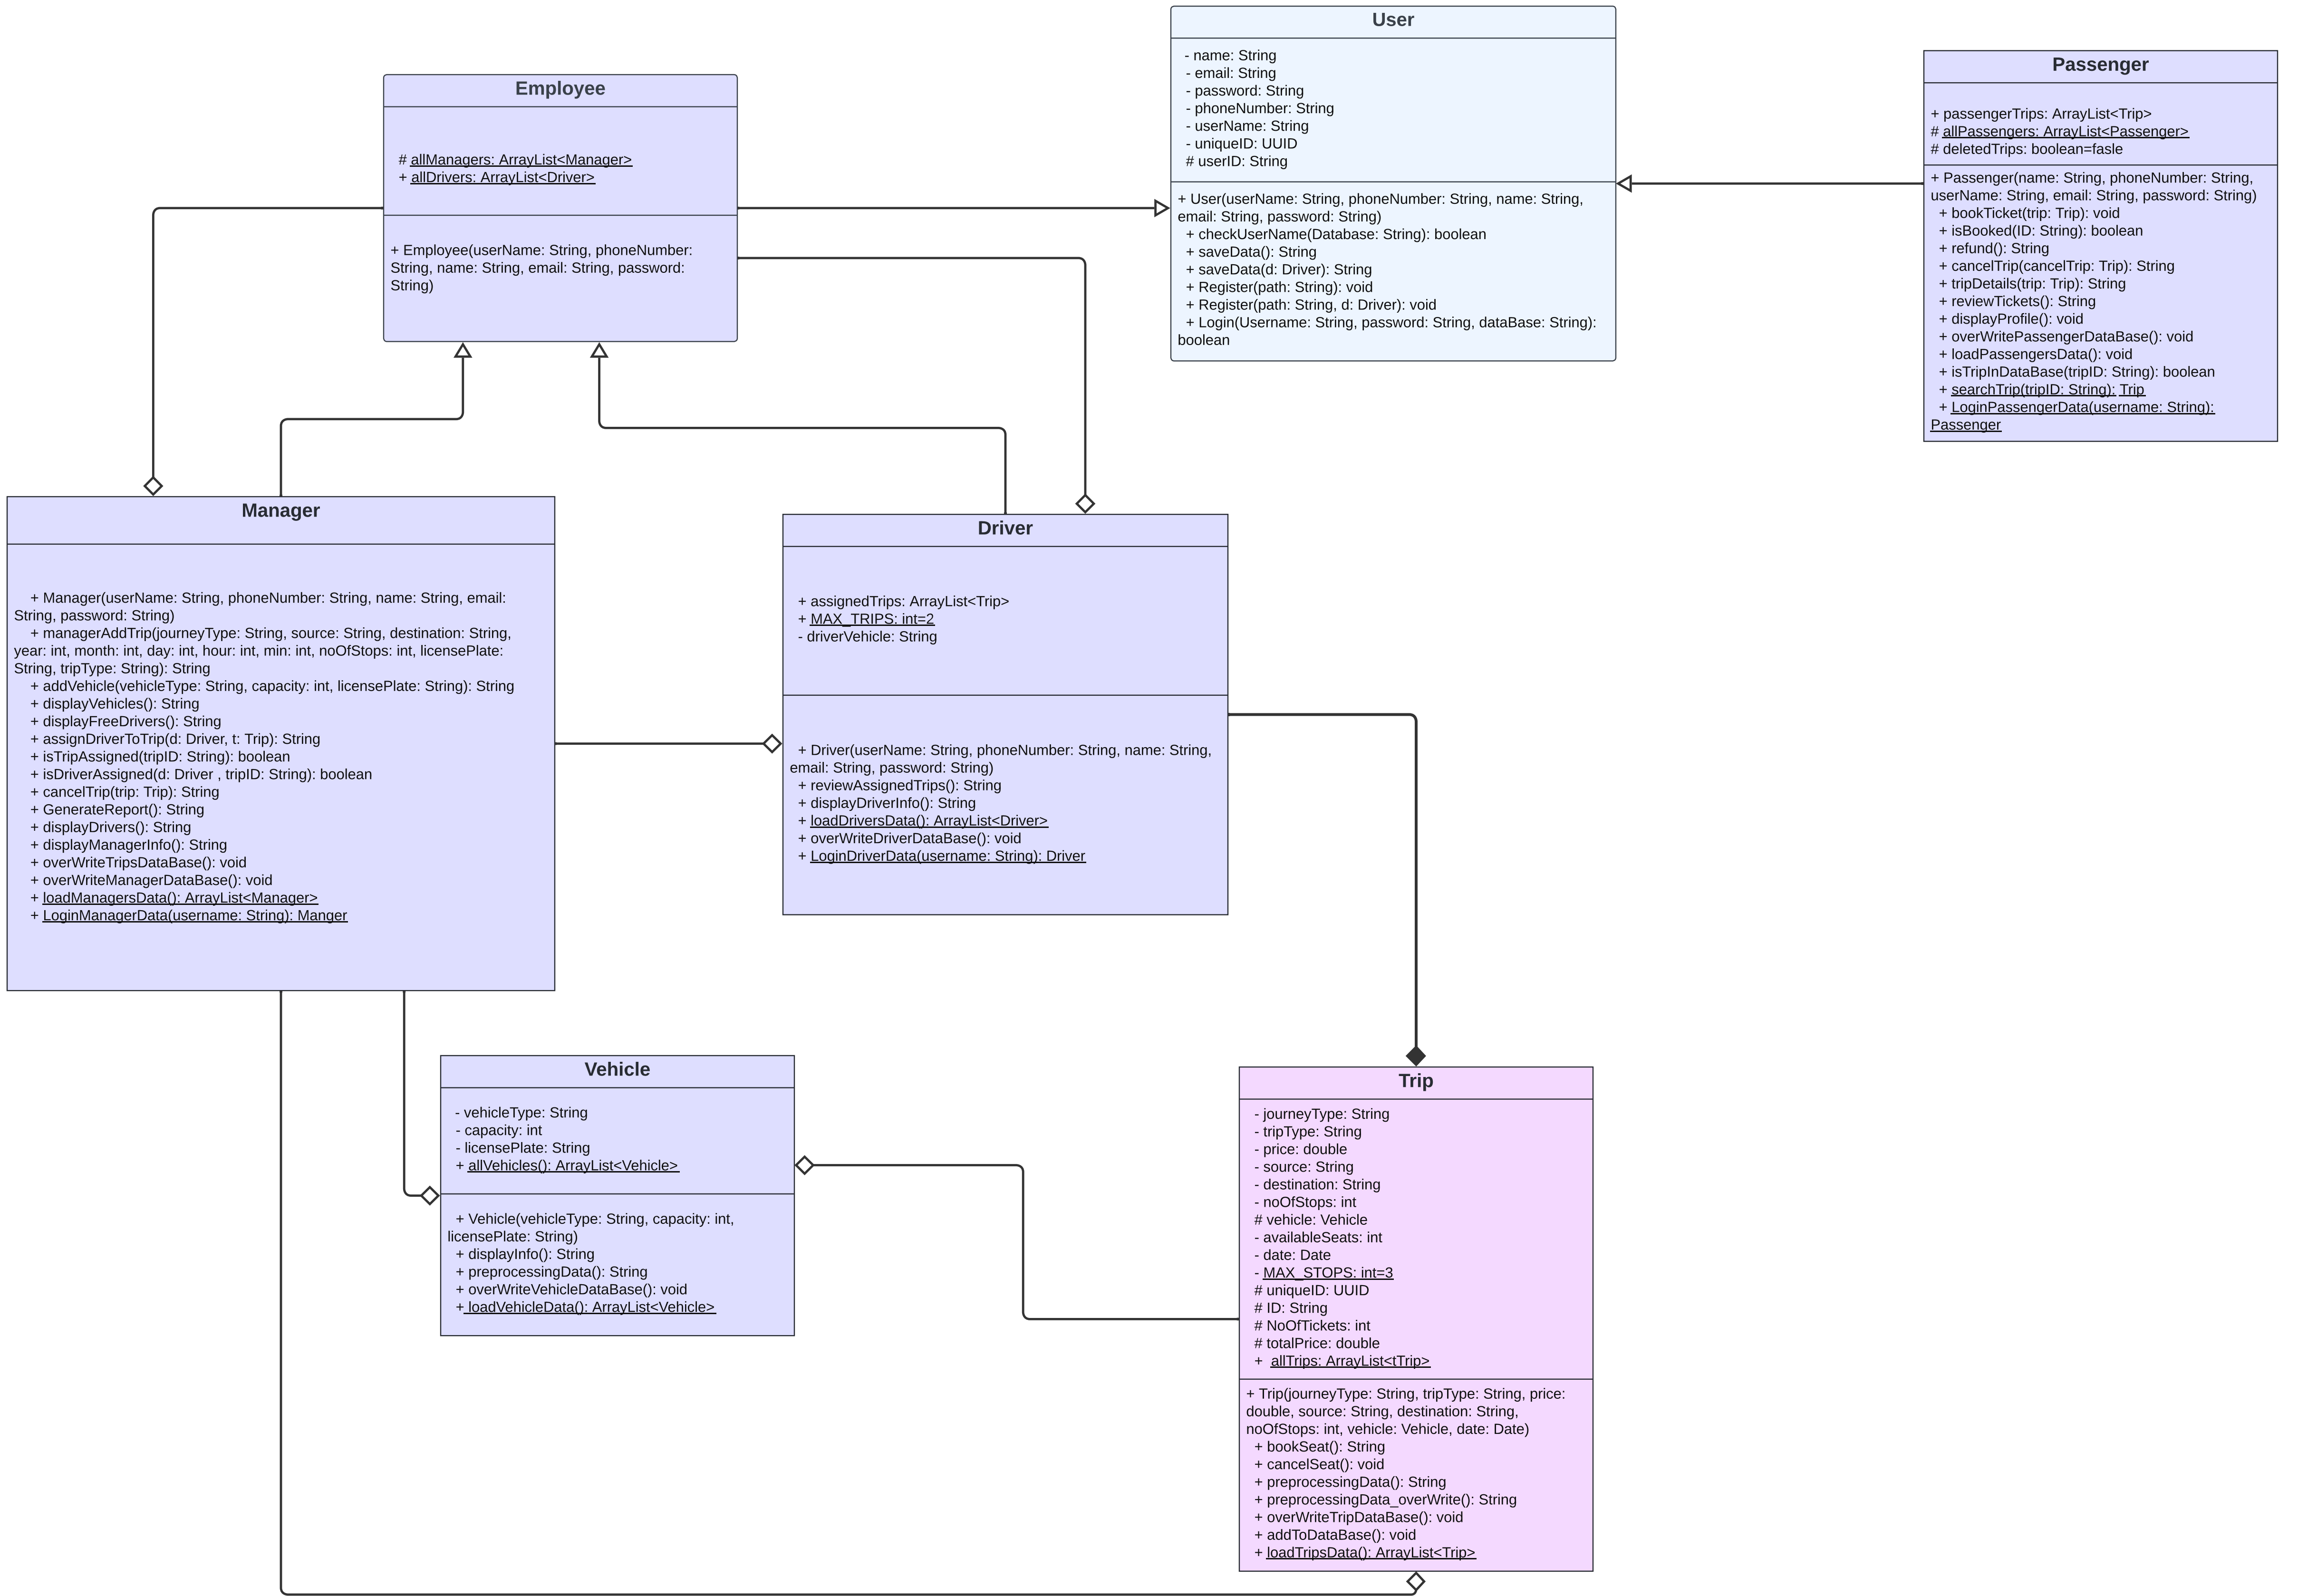 User
- name: String
- email: String
- password: String
- phoneNumber: String
- userName: String
- uniqueID: UUID
# userID: String
+ User(userName: String, phoneNumber: String, name: String,
email: String, password: String)
+ checkUserName(Database: String): boolean
+ saveData(): String
+ saveData(d: Driver): String
+ Register(path: String): void
+ Register(path: String, d: Driver): void
+ Login(Username: String, password: String, dataBase: String):
boolean
Passenger
+ passengerTrips: ArrayList<Trip>
# allPassengers: ArrayList<Passenger>
# deletedTrips: boolean=fasle
+ Passenger(name: String, phoneNumber: String,
userName: String, email: String, password: String)
+ bookTicket(trip: Trip): void
+ isBooked(ID: String): boolean
+ refund(): String
+ cancelTrip(cancelTrip: Trip): String
+ tripDetails(trip: Trip): String
+ reviewTickets(): String
+ displayProfile(): void
+ overWritePassengerDataBase(): void
+ loadPassengersData(): void
+ isTripInDataBase(tripID: String): boolean
+ searchTrip(tripID: String): Trip
+ LoginPassengerData(username: String):
Passenger
Employee
# allManagers: ArrayList<Manager>
+ allDrivers: ArrayList<Driver>
+ Employee(userName: String, phoneNumber:
String, name: String, email: String, password:
String)
Manager
+ Manager(userName: String, phoneNumber: String, name: String, email:
String, password: String)
+ managerAddTrip(journeyType: String, source: String, destination: String,
year: int, month: int, day: int, hour: int, min: int, noOfStops: int, licensePlate:
String, tripType: String): String
+ addVehicle(vehicleType: String, capacity: int, licensePlate: String): String
+ displayVehicles(): String
+ displayFreeDrivers(): String
+ assignDriverToTrip(d: Driver, t: Trip): String
+ isTripAssigned(tripID: String): boolean
+ isDriverAssigned(d: Driver , tripID: String): boolean
+ cancelTrip(trip: Trip): String
+ GenerateReport(): String
+ displayDrivers(): String
+ displayManagerInfo(): String
+ overWriteTripsDataBase(): void
+ overWriteManagerDataBase(): void
+ loadManagersData(): ArrayList<Manager>
+ LoginManagerData(username: String): Manger
Driver
+ assignedTrips: ArrayList<Trip>
+ MAX_TRIPS: int=2
- driverVehicle: String
+ Driver(userName: String, phoneNumber: String, name: String,
email: String, password: String)
+ reviewAssignedTrips(): String
+ displayDriverInfo(): String
+ loadDriversData(): ArrayList<Driver>
+ overWriteDriverDataBase(): void
+ LoginDriverData(username: String): Driver
Vehicle
- vehicleType: String
- capacity: int
- licensePlate: String
+ allVehicles(): ArrayList<Vehicle>
+ Vehicle(vehicleType: String, capacity: int,
licensePlate: String)
+ displayInfo(): String
+ preprocessingData(): String
+ overWriteVehicleDataBase(): void
+ loadVehicleData(): ArrayList<Vehicle>
Trip
- journeyType: String
- tripType: String
- price: double
- source: String
- destination: String
- noOfStops: int
# vehicle: Vehicle
- availableSeats: int
- date: Date
- MAX_STOPS: int=3
# uniqueID: UUID
# ID: String
# NoOfTickets: int
# totalPrice: double
+ allTrips: ArrayList<tTrip>
+ Trip(journeyType: String, tripType: String, price:
double, source: String, destination: String,
noOfStops: int, vehicle: Vehicle, date: Date)
+ bookSeat(): String
+ cancelSeat(): void
+ preprocessingData(): String
+ preprocessingData_overWrite(): String
+ overWriteTripDataBase(): void
+ addToDataBase(): void
+ loadTripsData(): ArrayList<Trip>